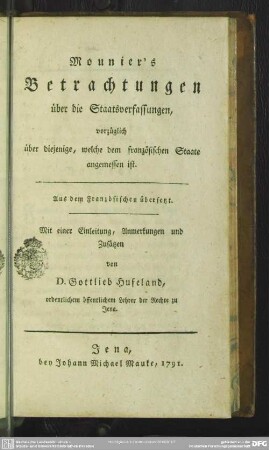 Mounier's
Betrachtungen
über die Staatsverfassungen,
vorzüglich
über diejenige, welche dem französischen Staate
angemessen ist.
Aus dem Französischen übersetzt.
Mit einer Einleitung, Anmerkungen und
Zusätzen
von
D. Gottlieb Hufeland,
ordentlichem öffentlichem Lehrer der Rechte zu
Jena.
Jena,
bey Johann Michael Mauke, 1791.
DFG